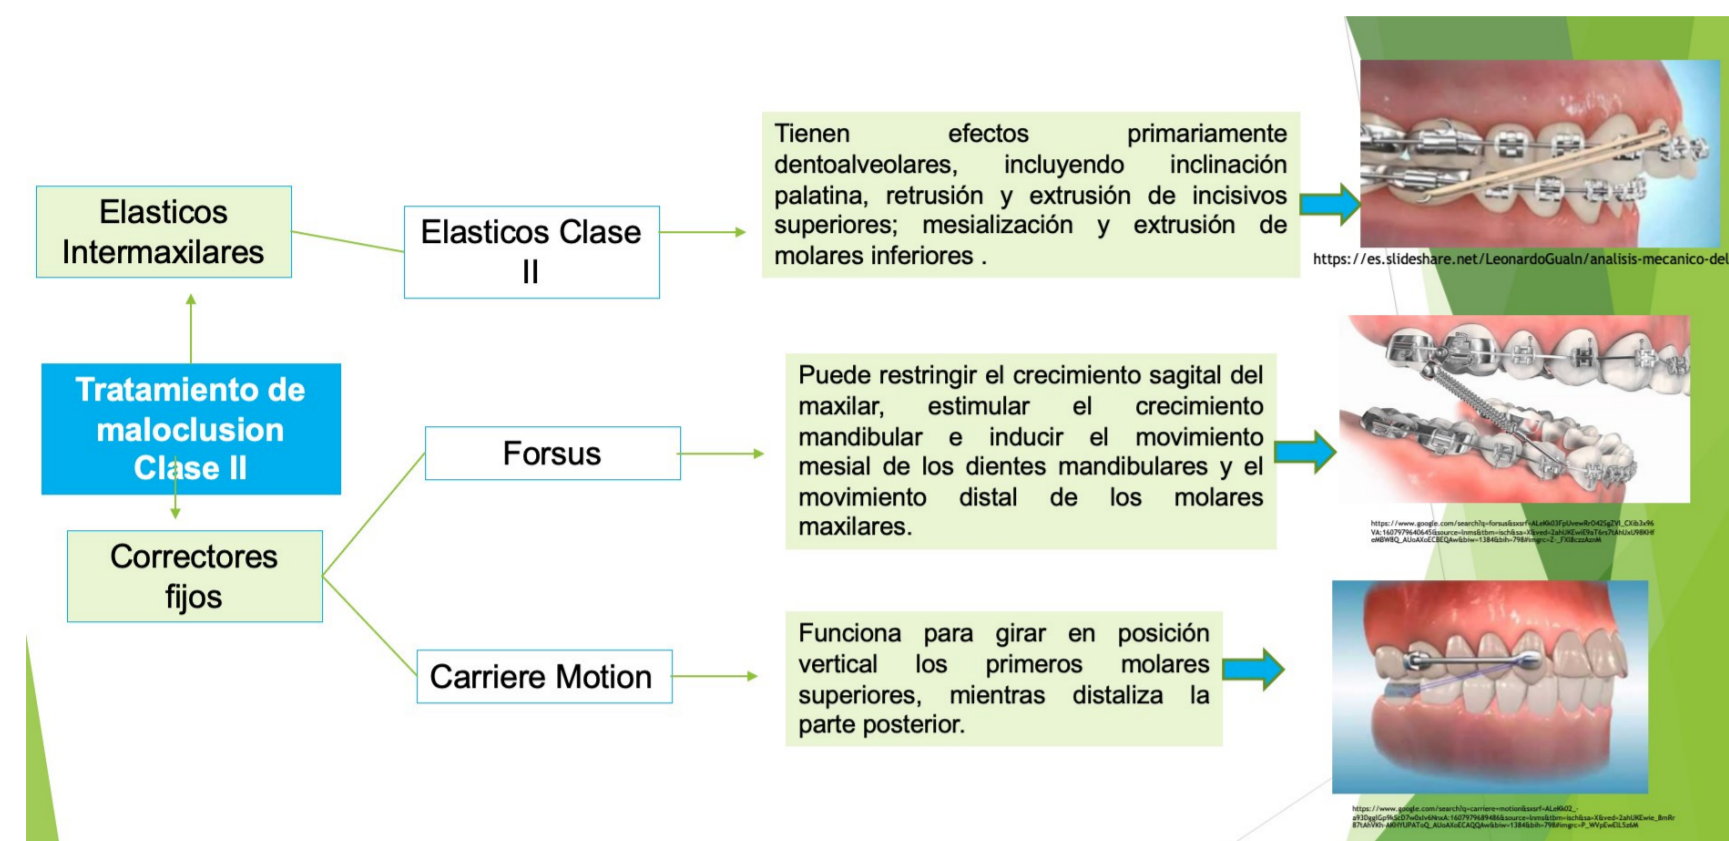 Elasticos
Intermaxilares
Elasticos Clase
II
Tienen efectos primariamente
dentoalveolares, incluyendo inclinación
palatina, retrusión y extrusión de incisivos
superiores; mesialización y extrusión de
molares inferiores .
https://es.slideshare.net/LeonardoGualn/analisis-mecanico-del
Tratamiento de
maloclusion
Clase II
Forsus
Puede restringir el crecimiento sagital del
maxilar, estimular el crecimiento
mandibular e inducir el movimiento
mesial de los dientes mandibulares y el
movimiento distal de los molares
maxilares.
Correctores
fijos
Carriere Motion
Funciona para girar en posición
vertical los primeros molares
superiores, mientras distaliza la
parte posterior.